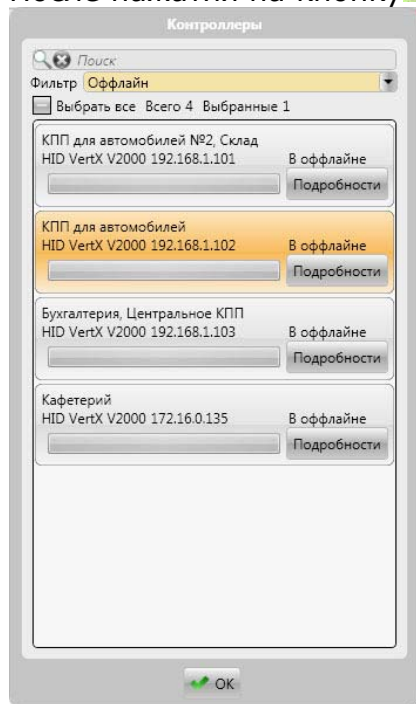 После нажатия на кнопку
Контроллеры
Поиск
Фильтр Оффлайн
Выбрать все Всего 4 Выбранные 1
КПП для автомобилей №2, Склад
HID VertX V2000 192.168.1.101 В оффлайне
Подробности
КПП для автомобилей
HID VertX V2000 192.168.1.102 В оффлайне
Подробности
Бухгалтерия, Центральное КПП
HID VertX V2000 192.168.1.103 В оффлайне
Подробности
Кафетерий
HID VertX V2000 172.16.0.135 В оффлайне
Подробности
OK